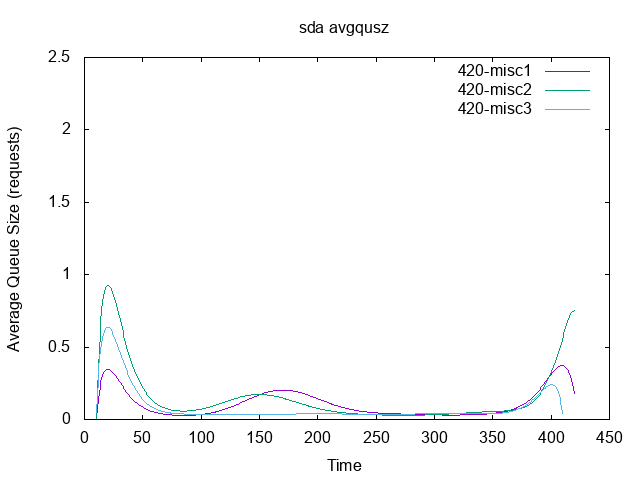 sda avgqusz
2.5
2
1.5
1
0.5
0
0 50 100 150 200 250 300 350 400 450
Average Queue Size (requests)
Time
420-misc1
420-misc2
420-misc3